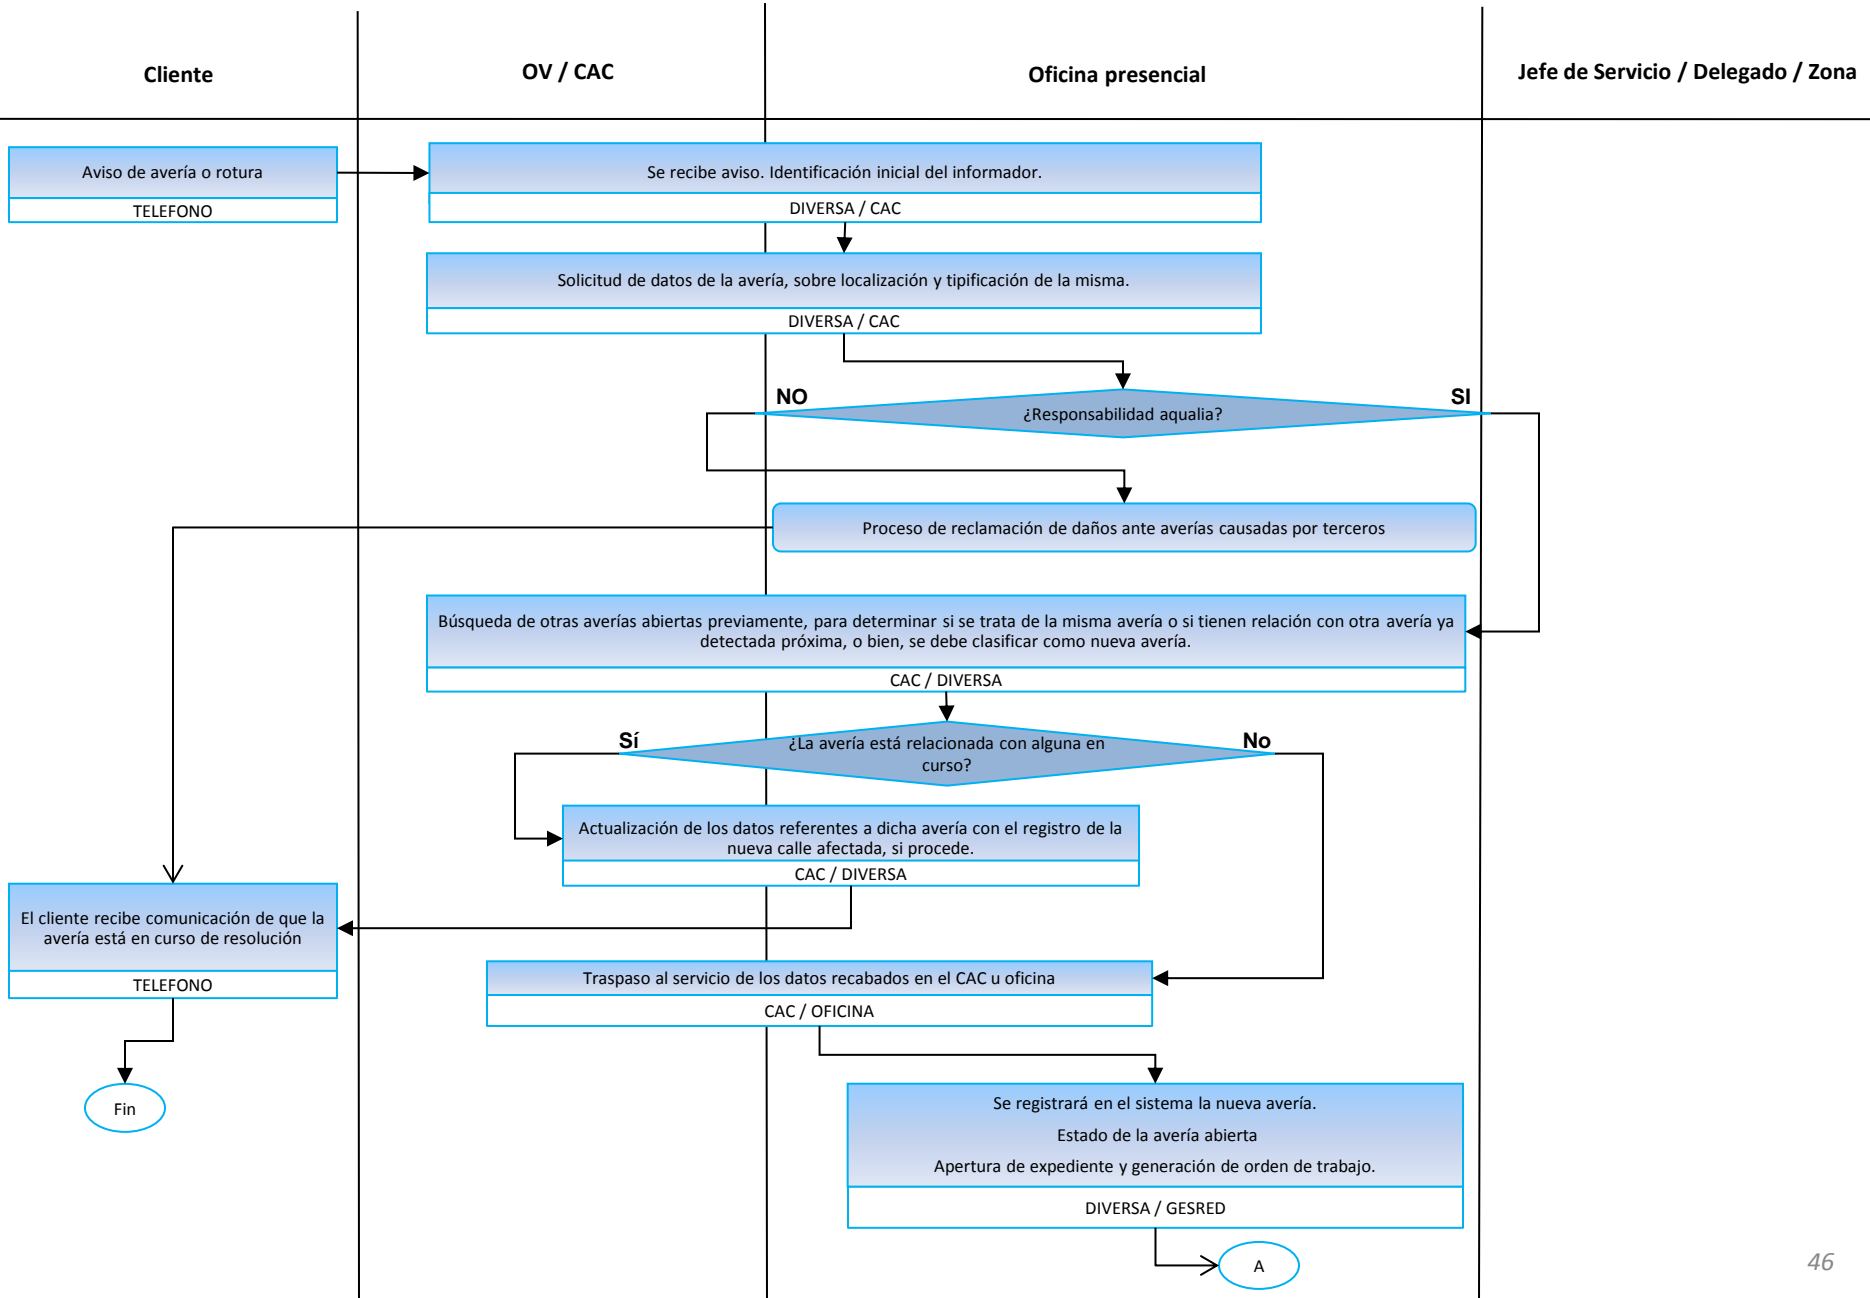 Cliente
OV / CAC
Oficina presencial
Jefe de Servicio / Delegado / Zona
Aviso de avería o rotura
TELEFONO
Se recibe aviso. Identificación inicial del informador.
DIVERSA / CAC
Solicitud de datos de la avería, sobre localización y tipificación de la misma.
DIVERSA / CAC
NO
SI
¿Responsabilidad aqualia?
Proceso de reclamación de daños ante averías causadas por terceros
Búsqueda de otras averías abiertas previamente, para determinar si se trata de la misma avería o si tienen relación con otra avería ya
detectada próxima, o bien, se debe clasificar como nueva avería.
CAC / DIVERSA
Sí
No
¿La avería está relacionada con alguna en
curso?
Actualización de los datos referentes a dicha avería con el registro de la
nueva calle afectada, si procede.
CAC / DIVERSA
El cliente recibe comunicación de que la
avería está en curso de resolución
TELEFONO
Traspaso al servicio de los datos recabados en el CAC u oficina
CAC / OFICINA
Fin
Se registrará en el sistema la nueva avería.
Estado de la avería abierta
Apertura de expediente y generación de orden de trabajo.
DIVERSA / GESRED
A
46